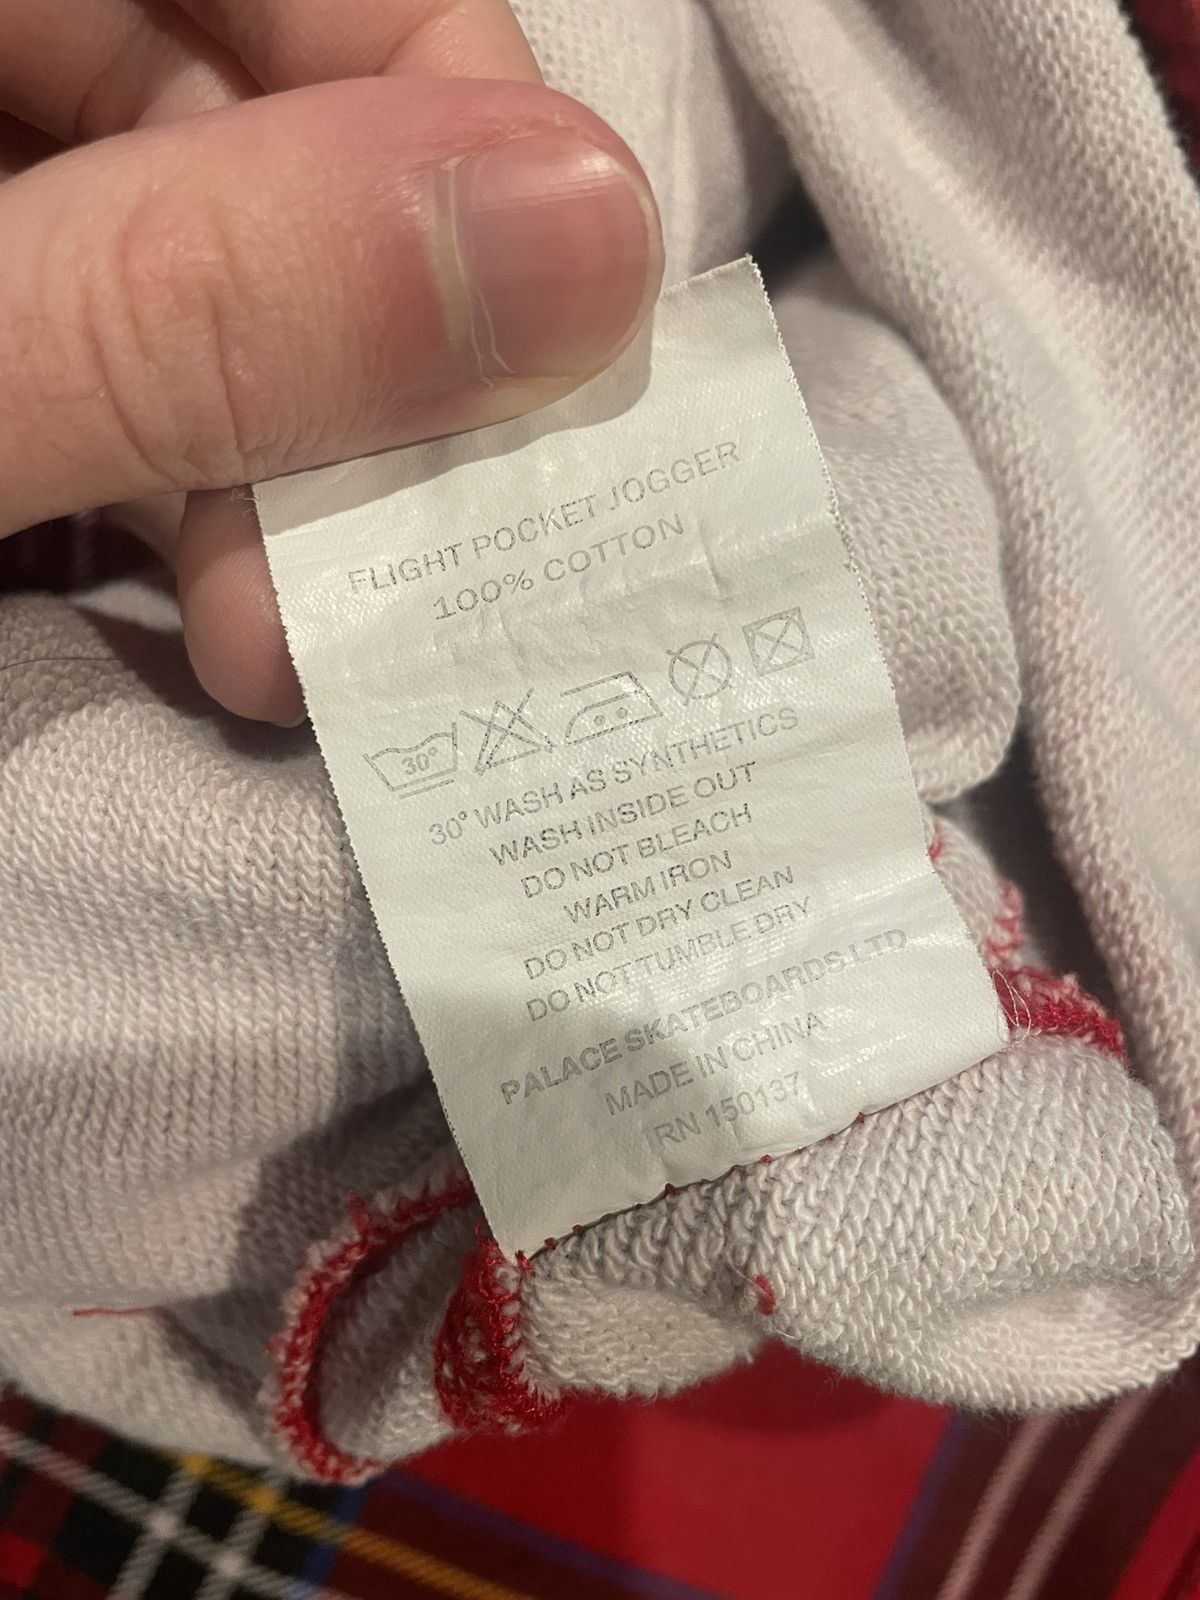 FLIGHT POCKET JOGGER
100% COTTON
30°
30° WASH AS SYNTHETICS
WASH INSIDE OUT
DO NOT BLEACH
WARM IRON
DO NOT DRY CLEAN
DO NOT TUMBLE DRY
PALACE SKATEBOARDS LTD
MADE IN CHINA
RN 150137